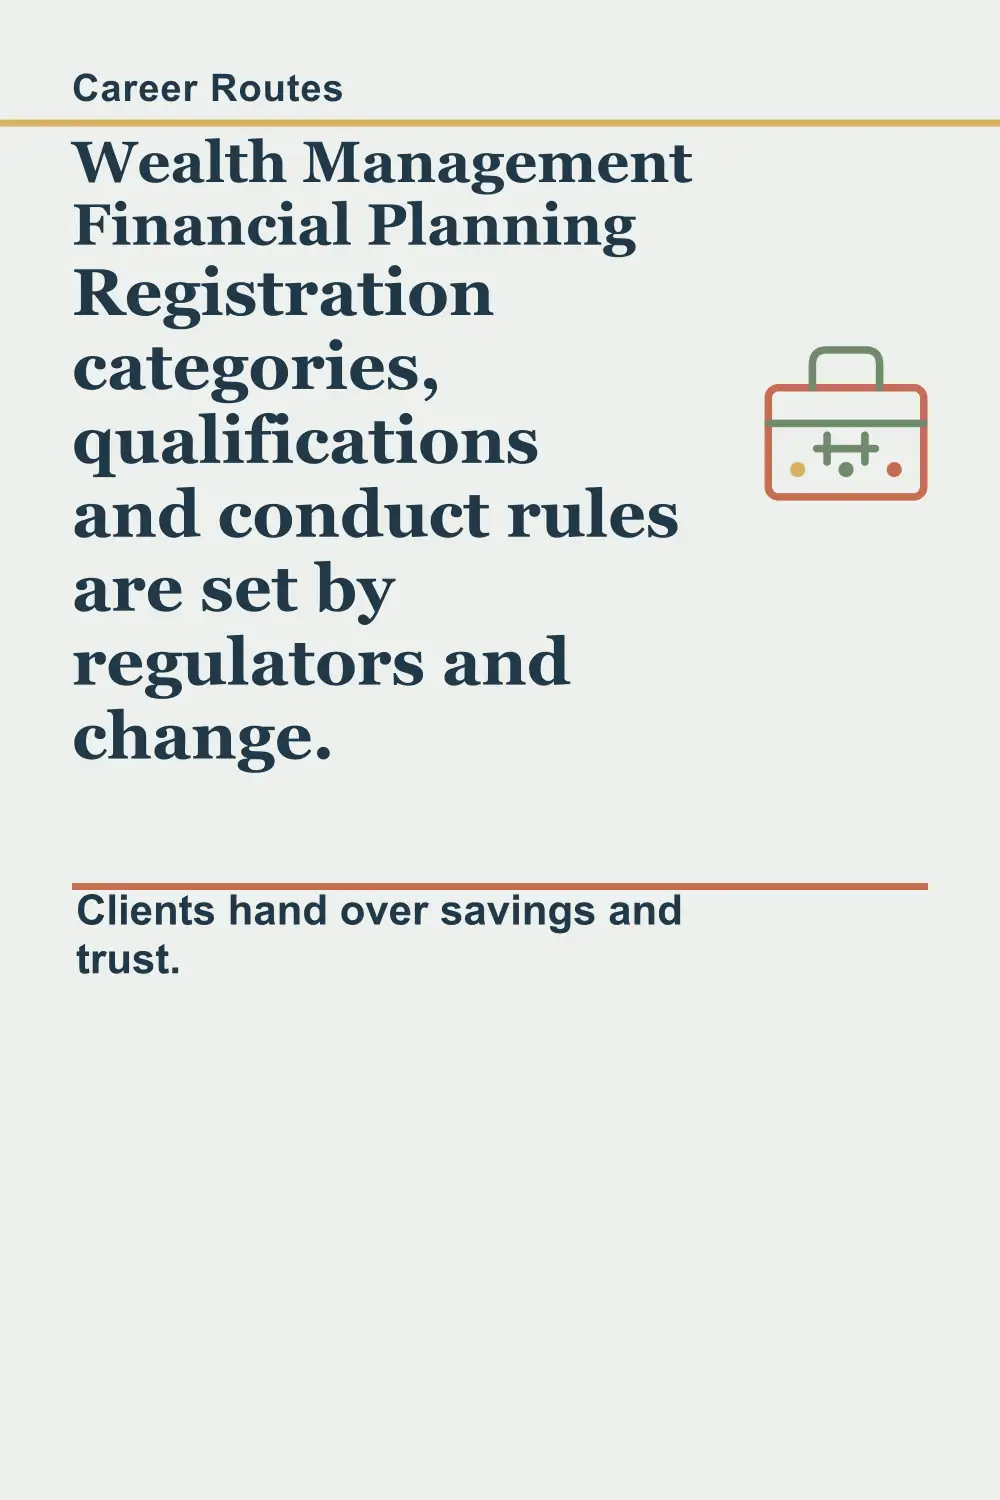 Career Routes
Wealth Management
Financial Planning
Registration
categories,
qualifications
and conduct rules
are set by
regulators and
change.
Clients hand over savings and
trust.